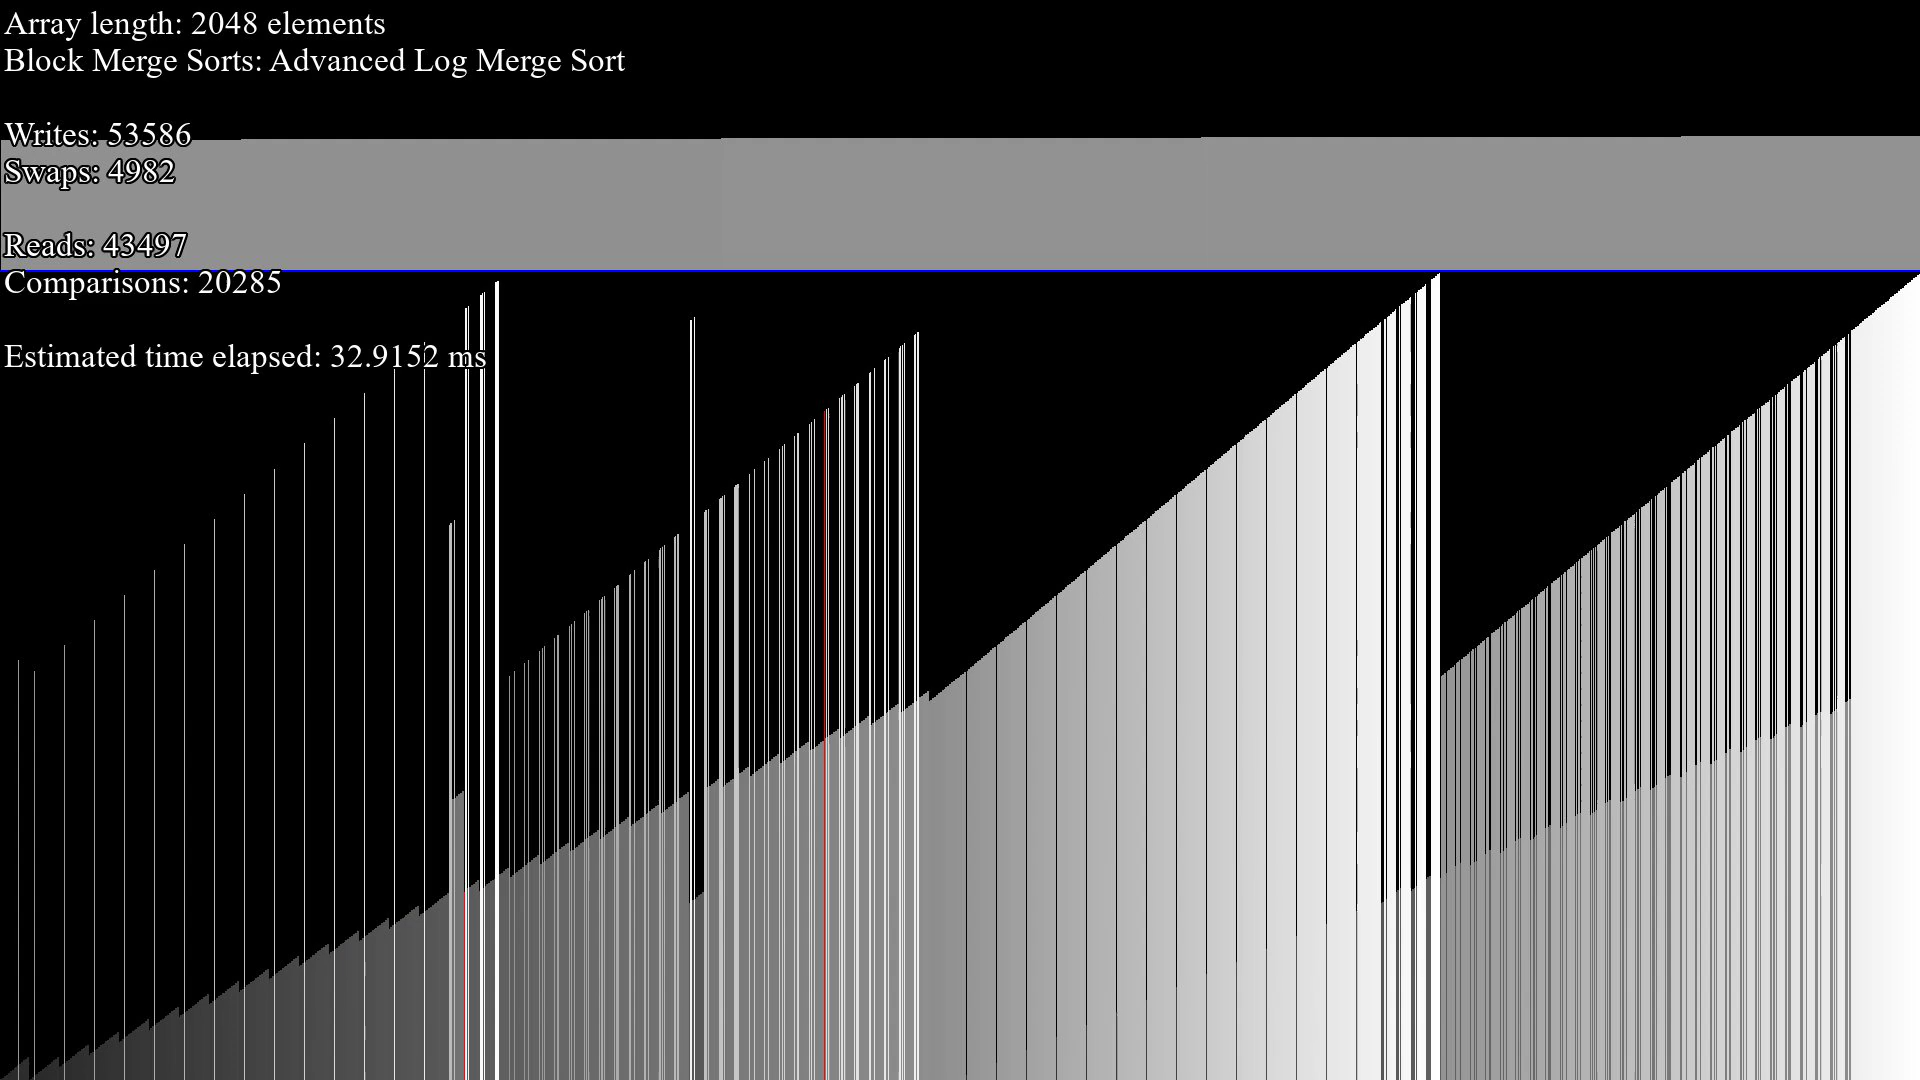 Array length: 2048 elements
Block Merge Sorts: Advanced Log Merge Sort
Writes: 53586
Swaps: 4982
Reads: 43497
Comparisons: 20285
Estimated time elapsed: 32.9152 ms